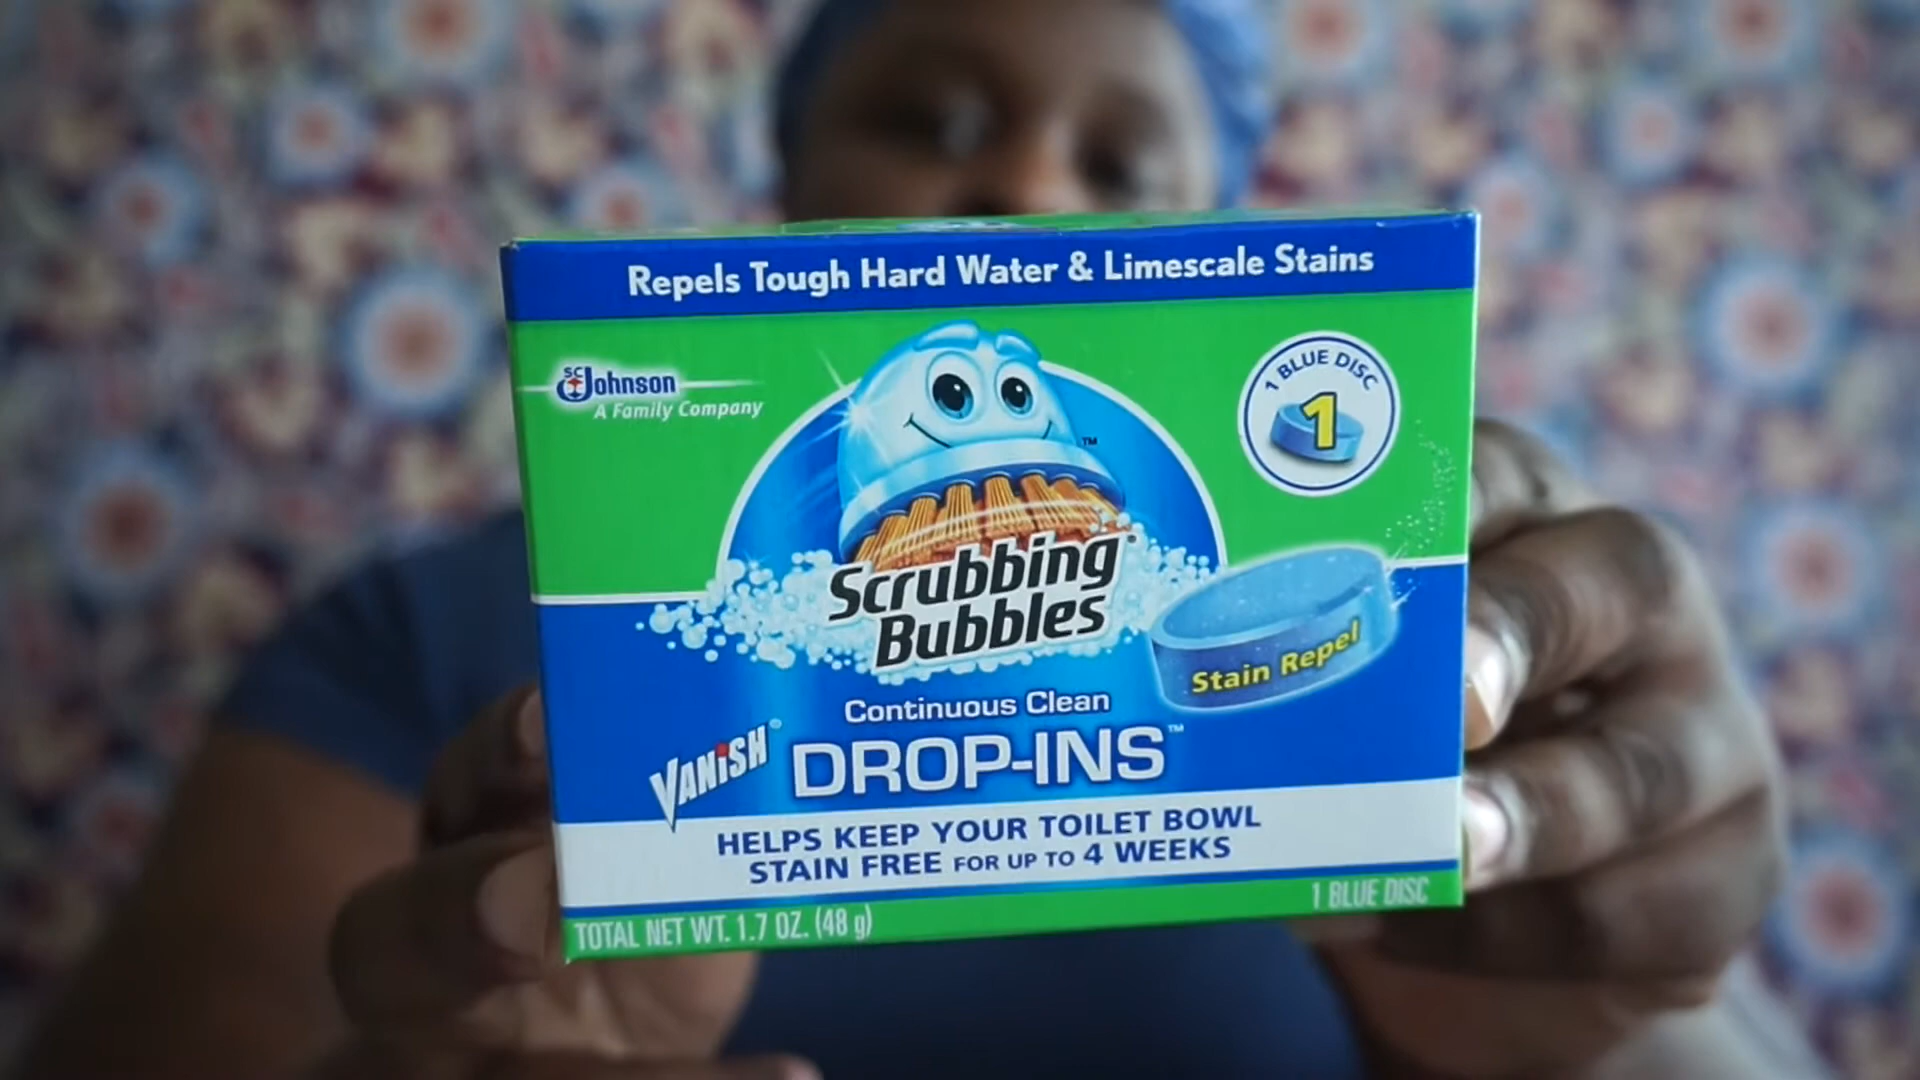 Repels Tough Hard Water & Limescale Stains
SC Johnson
A Family Company
1 BLUE DISC
1
™
Scrubbing®
Bubbles
Stain Repel
Continuous Clean
VANiSH®
DROP-INS™
HELPS KEEP YOUR TOILET BOWL
STAIN FREE FOR UP TO 4 WEEKS
TOTAL NET WT. 1.7 OZ. (48 g)
1 BLUE DISC